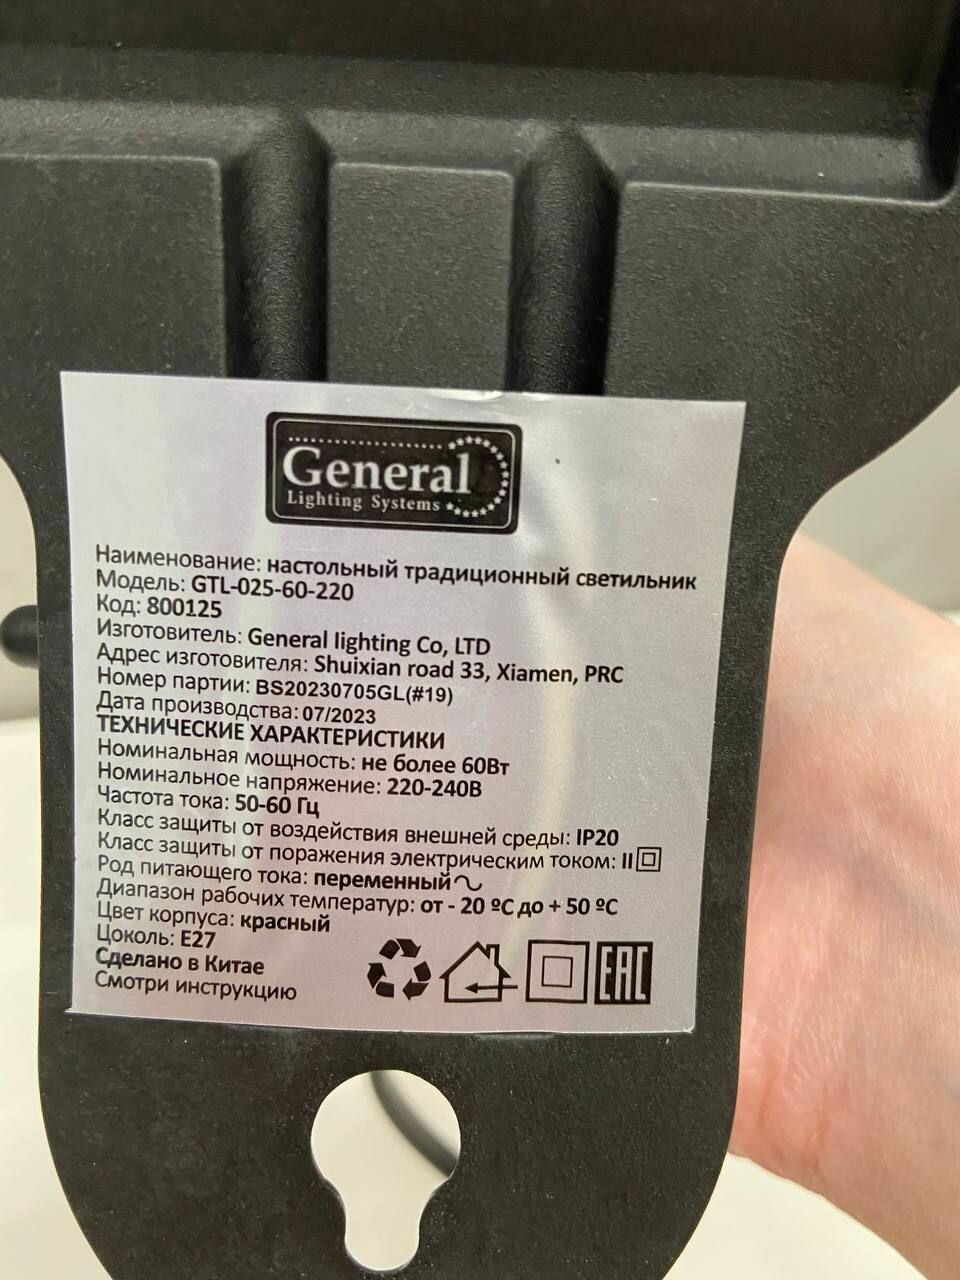 General
Lighting Systems
Наименование: настольный традиционный светильник
Модель: GTL-025-60-220
Код: 800125
Изготовитель: General lighting Co, LTD
Адрес изготовителя: Shuixian road 33, Xiamen, PRC
Номер партии: BS20230705GL(#19)
Дата производства: 07/2023
ТЕХНИЧЕСКИЕ ХАРАКТЕРИСТИКИ
Номинальная мощность: не более 60Вт
Номинальное напряжение: 220-240В
Частота тока: 50-60 Гц
Класс защиты от воздействия внешней среды: IP20
Класс защиты от поражения электрическим током: II
Род питающего тока: переменный
Диапазон рабочих температур: от - 20 ºС до + 50 ºС
Цвет корпуса: красный
Цоколь: E27
Сделано в Китае
Смотри инструкцию
EAC